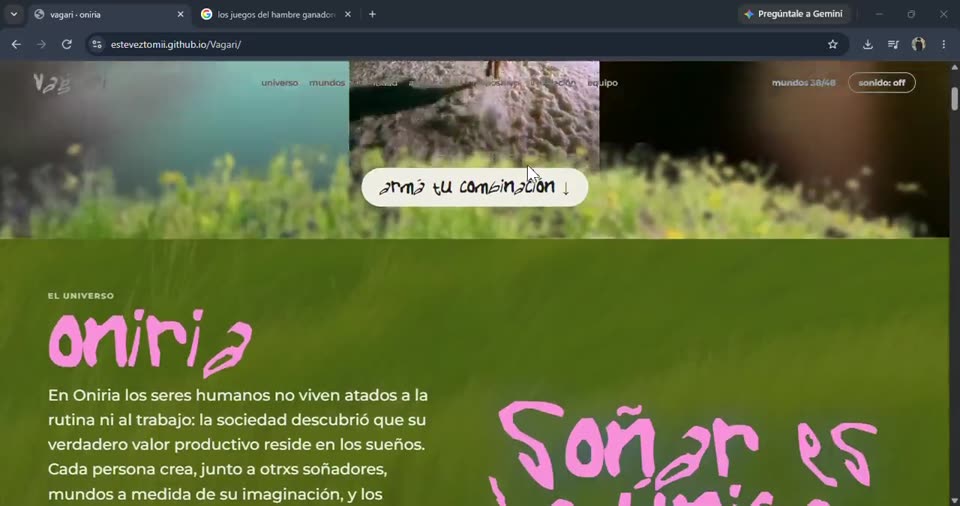 vagari · oniria
los juegos del hambre ganadon
Pregúntale a Gemini
esteveztomii.github.io/Vagari/
universo mundos equipo mundos 38/48 sonido: off
armá tu combinación ↓
EL UNIVERSO
oniria
En Oniria los seres humanos no viven atados a la
rutina ni al trabajo: la sociedad descubrió que su
verdadero valor productivo reside en los sueños.
Cada persona crea, junto a otrxs soñadores,
mundos a medida de su imaginación, y los
Soñar es